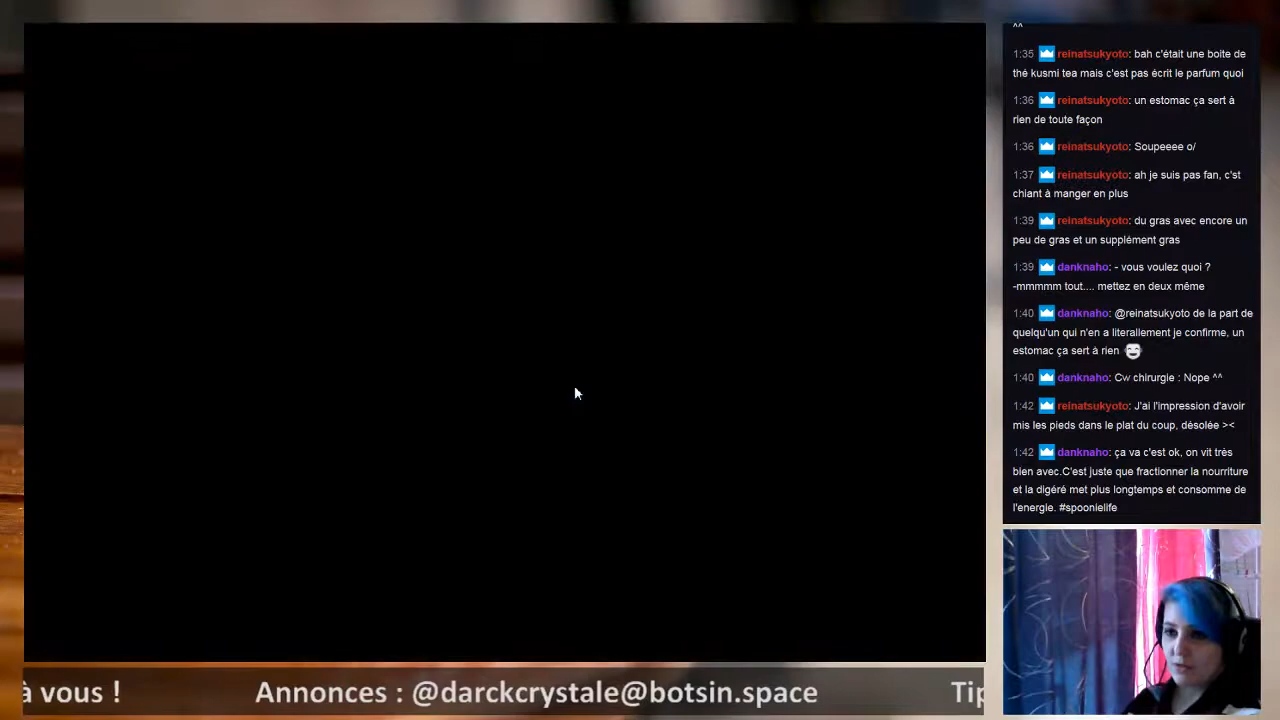 ^^
1:35 reinatsukyoto: bah c'était une boite de
thé kusmi tea mais c'est pas écrit le parfum quoi
1:36 reinatsukyoto: un estomac ça sert à
rien de toute façon
1:36 reinatsukyoto: Soupeeee o/
1:37 reinatsukyoto: ah je suis pas fan, c'st
chiant à manger en plus
1:39 reinatsukyoto: du gras avec encore un
peu de gras et un supplément gras
1:39 danknaho: - vous voulez quoi ?
-mmmmm tout.... mettez en deux même
1:40 danknaho: @reinatsukyoto de la part de
quelqu'un qui n'en a literallement je confirme, un
estomac ça sert à rien
1:40 danknaho: Cw chirurgie : Nope ^^
1:42 reinatsukyoto: J'ai l'impression d'avoir
mis les pieds dans le plat du coup, désolée ><
1:42 danknaho: ça va c'est ok, on vit très
bien avec.C'est juste que fractionner la nourriture
et la digéré met plus longtemps et consomme de
l'energie. #spoonielife
à vous ! Annonces : @darckcrystale@botsin.space Tip